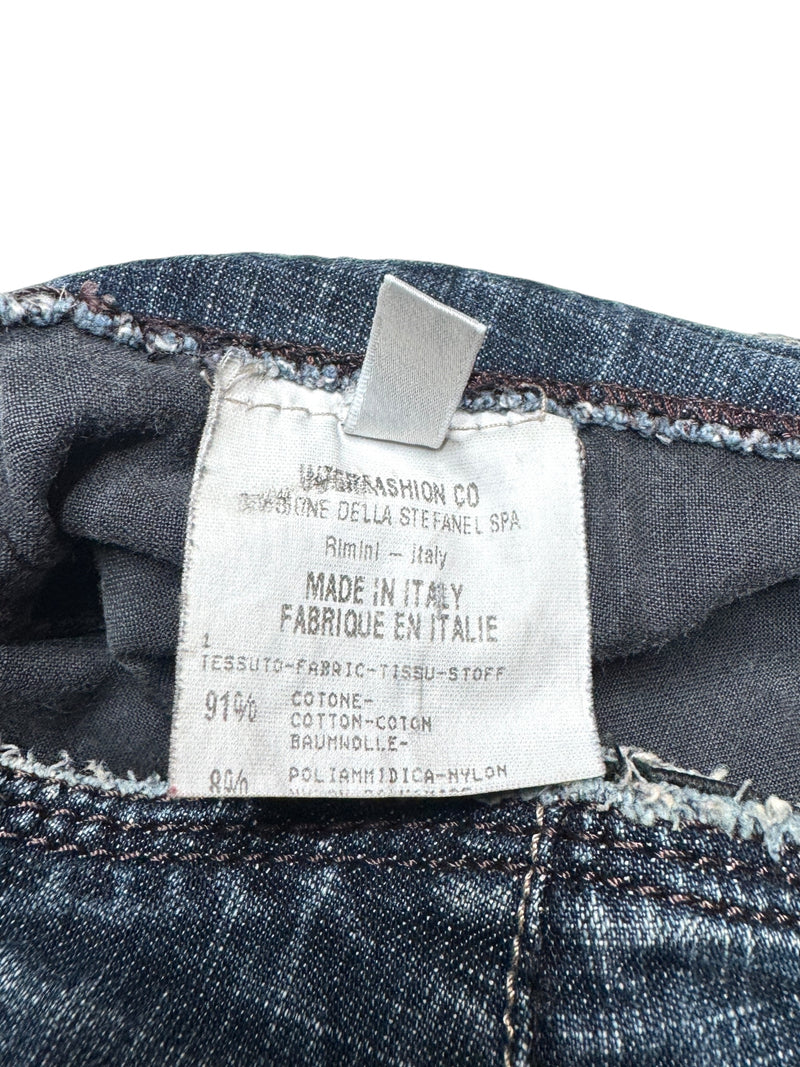 INTERFASHION CO
DIVISIONE DELLA STEFANEL SPA
Rimini - Italy
MADE IN ITALY
FABRIQUE EN ITALIE
1
TESSUTO-FABRIC-TISSU-STOFF
91% COTONE-
COTTON-COTON
BAUMWOLLE-
8% POLIAMMIDICA-NYLON